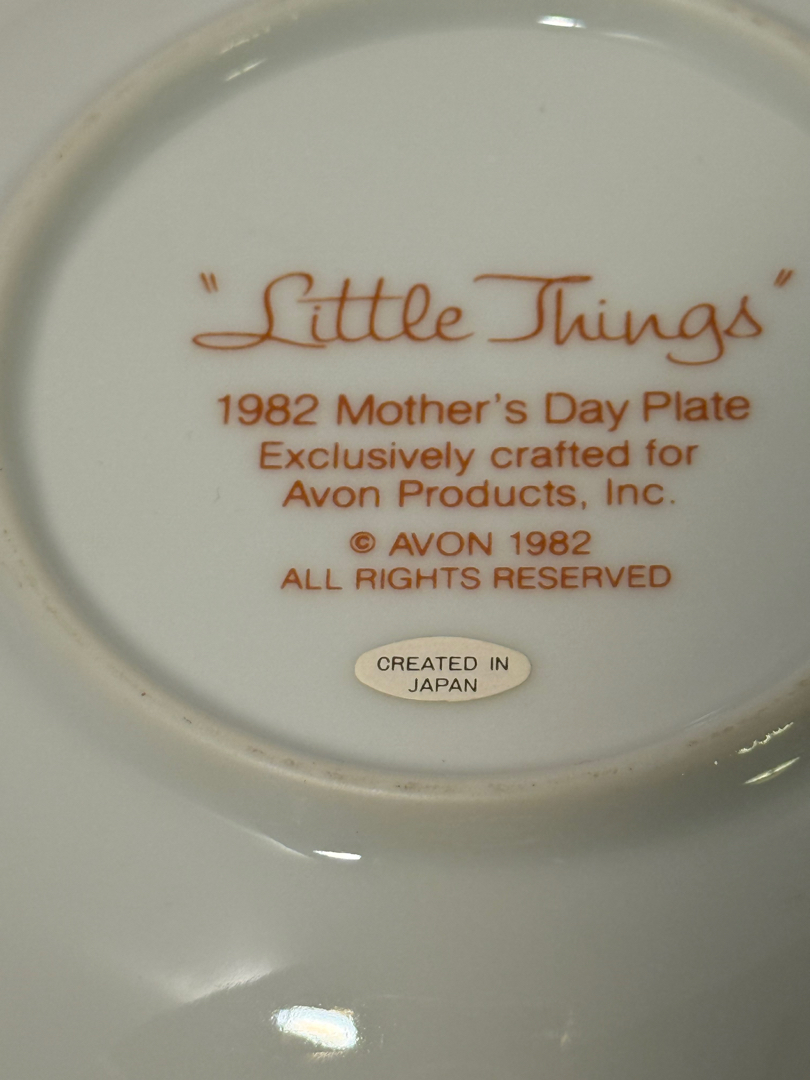 "Little Things"
1982 Mother's Day Plate
Exclusively crafted for
Avon Products, Inc.
© AVON 1982
ALL RIGHTS RESERVED
CREATED IN
JAPAN